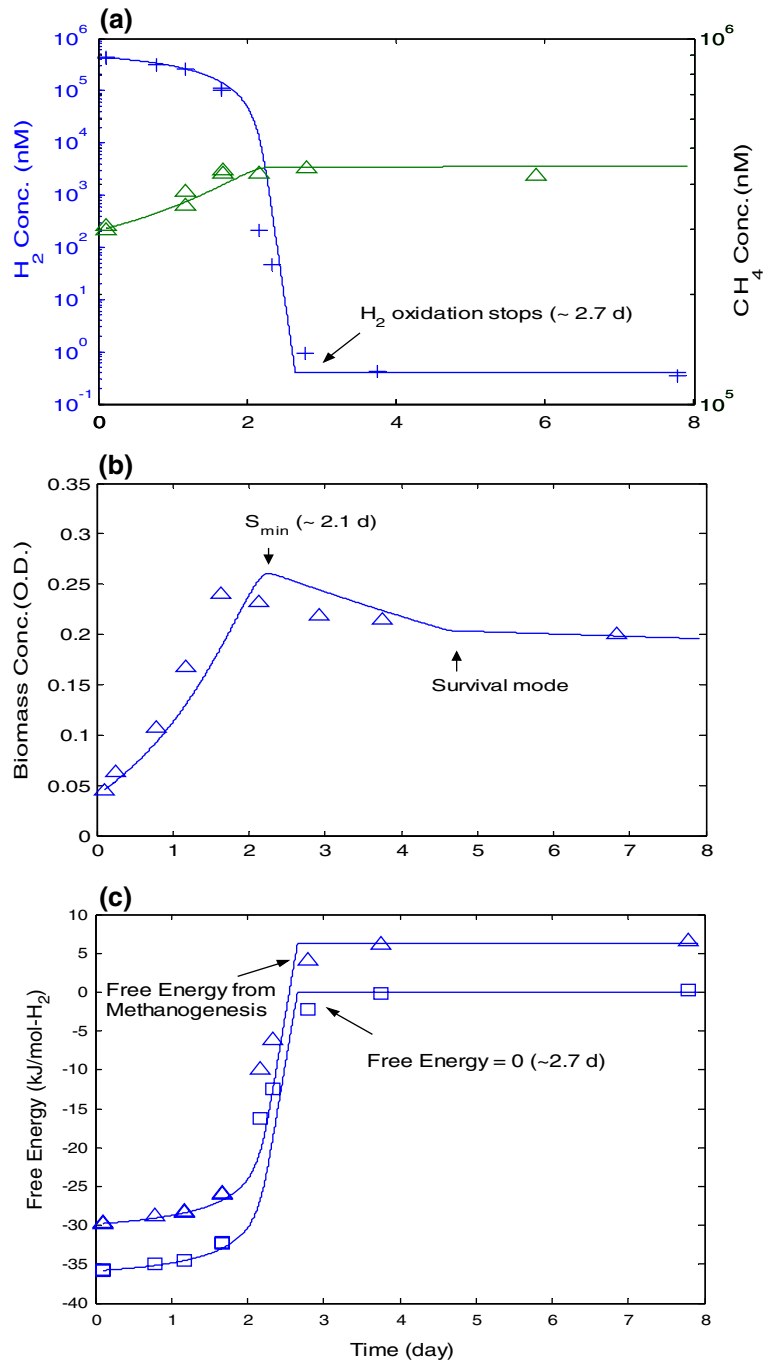 (a)
10^6
10^5
10^4
10^3
10^2
10^1
10^0
10^-1
H_2 Conc. (nM)
10^6
10^5
CH_4 Conc.(nM)
H_2 oxidation stops (~ 2.7 d)
0 2 4 6 8
(b)
0.35
0.3
0.25
0.2
0.15
0.1
0.05
0
Biomass Conc.(O.D.)
S_min (~ 2.1 d)
Survival mode
0 1 2 3 4 5 6 7 8
(c)
10
5
0
-5
-10
-15
-20
-25
-30
-35
-40
Free Energy (kJ/mol-H_2)
Free Energy from
Methanogenesis
Free Energy = 0 (~2.7 d)
0 1 2 3 4 5 6 7 8
Time (day)